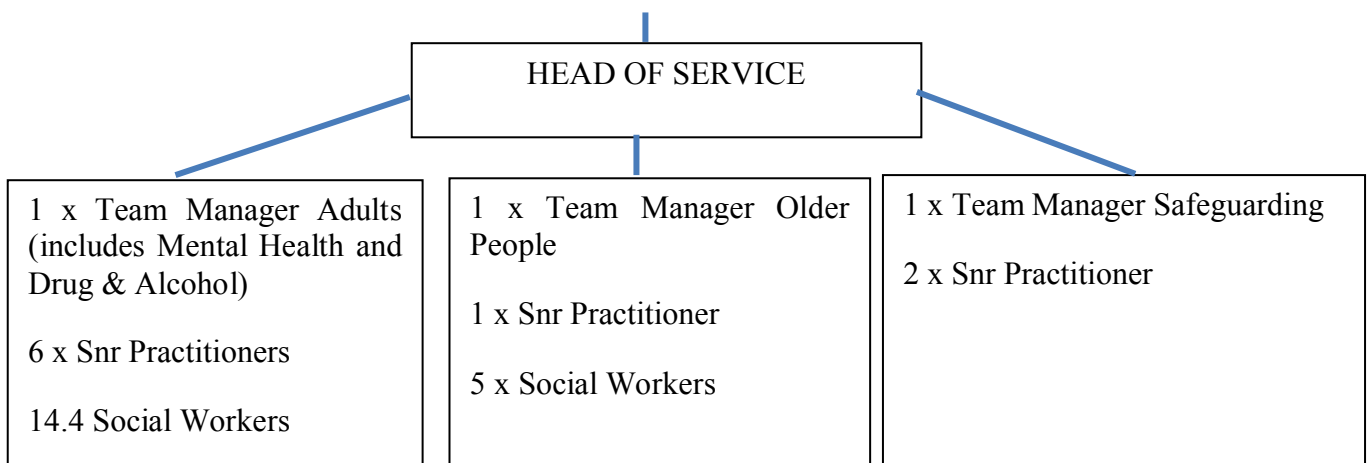 HEAD OF SERVICE
1 x Team Manager Adults
(includes Mental Health and
Drug & Alcohol)
6 x Snr Practitioners
14.4 Social Workers
1 x Team Manager Older
People
1 x Snr Practitioner
5 x Social Workers
1 x Team Manager Safeguarding
2 x Snr Practitioner